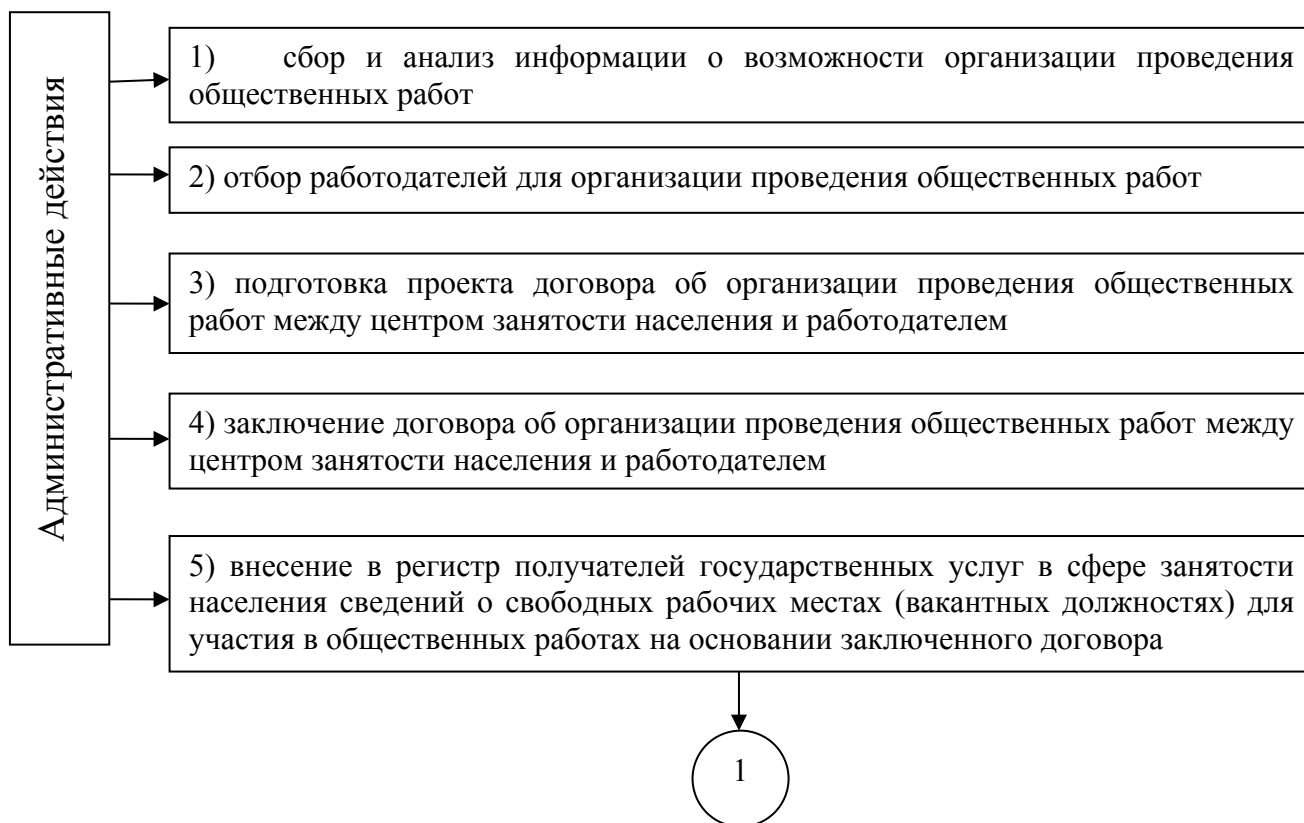 Административные действия
1) сбор и анализ информации о возможности организации проведения
общественных работ
2) отбор работодателей для организации проведения общественных работ
3) подготовка проекта договора об организации проведения общественных
работ между центром занятости населения и работодателем
4) заключение договора об организации проведения общественных работ между
центром занятости населения и работодателем
5) внесение в регистр получателей государственных услуг в сфере занятости
населения сведений о свободных рабочих местах (вакантных должностях) для
участия в общественных работах на основании заключенного договора
1